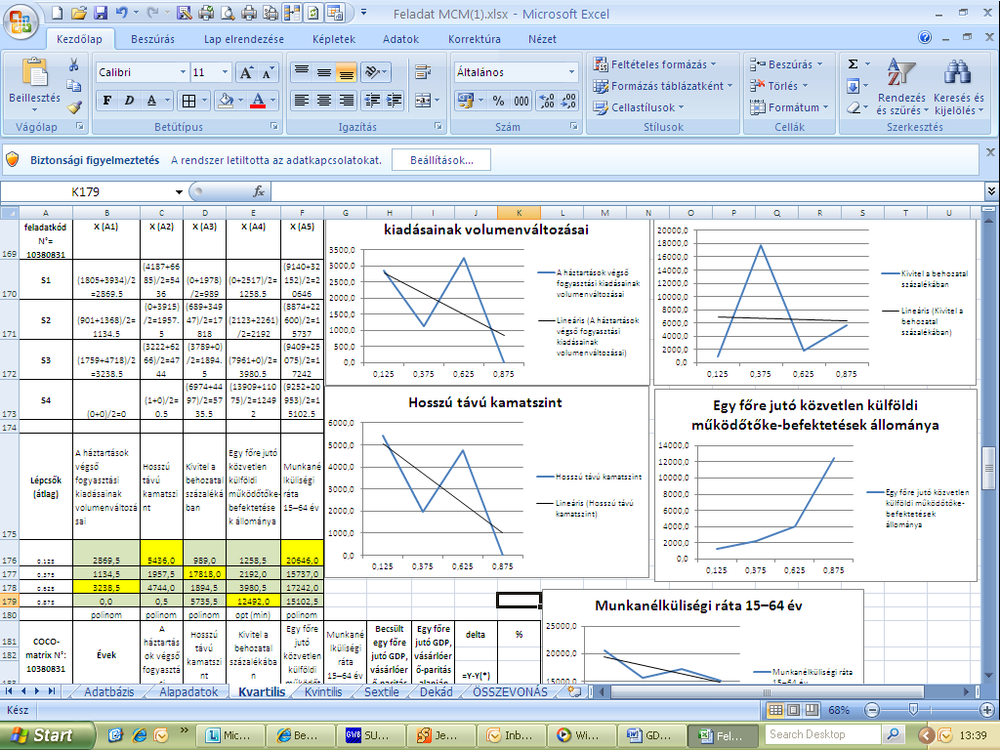 Feladat MCM(1).xlsx - Microsoft Excel
Kezdőlap Beszúrás Lap elrendezése Képletek Adatok Korrektúra Nézet
Beillesztés
Vágólap
Calibri 11
F D A
Betűtípus
Igazítás
Általános
% 000
Szám
Feltételes formázás
Formázás táblázatként
Cellastílusok
Stílusok
Beszúrás
Törlés
Formátum
Cellák
Rendezés és szűrés
Keresés és kijelölés
Szerkesztés
Biztonsági figyelmeztetés A rendszer letiltotta az adatkapcsolatokat. Beállítások...
K179 fx
A B C D E F G H I J K L M N O P Q R S T U
169 feladatkód N°= 10380831 X (A1) X (A2) X (A3) X (A4) X (A5)
170 S1 (1805+3934)/2=2869.5 (4187+6685)/2=5436 (0+1978)/2=989 (0+2517)/2=1258.5 (9140+32152)/2=20646
171 S2 (901+1368)/2=1134.5 (0+3915)/2=1957.5 (689+34947)/2=17818 (2123+2261)/2=2192 (8874+22600)/2=15737
172 S3 (1759+4718)/2=3238.5 (3222+6266)/2=4744 (3789+0)/2=1894.5 (7961+0)/2=3980.5 (9409+25075)/2=17242
173 S4 (0+0)/2=0 (1+0)/2=0.5 (6974+4497)/2=5735.5 (13909+11075)/2=12492 (9252+20953)/2=15102.5
174
175 Lépcsők (átlag) A háztartások végső fogyasztási kiadásainak volumenváltozásai Hosszú távú kamatszint Kivitel a behozatal százalékában Egy főre jutó közvetlen külföldi működőtőke-befektetések állománya Munkanélküliségi ráta 15–64 év
176 0,125 2869,5 5436,0 989,0 1258,5 20646,0
177 0,375 1134,5 1957,5 17818,0 2192,0 15737,0
178 0,625 3238,5 4744,0 1894,5 3980,5 17242,0
179 0,875 0,0 0,5 5735,5 12492,0 15102,5
180 polinom polinom polinom opt (min) polinom
181
182
COCO-matrix N°: 10380831 Évek A háztartások végső fogyasztási Hosszú távú kamatszint Kivitel a behozatal százalékában Egy főre jutó közvetlen külföldi Munkanélküliségi ráta 15–64 év Becsült egy főre jutó GDP, vásárlóerő-paritás Egy főre jutó GDP, vásárlóerő-paritás delta =Y-Y(*) %
kiadásainak volumenváltozásai
3500,0
3000,0
2500,0
2000,0
1500,0
1000,0
500,0
0,0
0,125 0,375 0,625 0,875
A háztartások végső fogyasztási kiadásainak volumenváltozásai
Lineáris (A háztartások végső fogyasztási kiadásainak volumenváltozásai)
20000,0
18000,0
16000,0
14000,0
12000,0
10000,0
8000,0
6000,0
4000,0
2000,0
0,0
0,125 0,375 0,625 0,875
Kivitel a behozatal százalékában
Lineáris (Kivitel a behozatal százalékában)
Hosszú távú kamatszint
6000,0
5000,0
4000,0
3000,0
2000,0
1000,0
0,0
0,125 0,375 0,625 0,875
Hosszú távú kamatszint
Lineáris (Hosszú távú kamatszint)
Egy főre jutó közvetlen külföldi
működőtőke-befektetések állománya
14000,0
12000,0
10000,0
8000,0
6000,0
4000,0
2000,0
0,0
0,125 0,375 0,625 0,875
Egy főre jutó közvetlen külföldi működőtőke-befektetések állománya
Munkanélküliségi ráta 15–64 év
25000,0
20000,0
15000,0
Munkanélküliségi ráta
Adatbázis Alapadatok Kvartilis Kvintilis Sextile Dekád ÖSSZEVONÁS
Kész 68%
Start Mic... Be... SU... Je... Inb... Wi... GD... Fel... Search Desktop 13:39